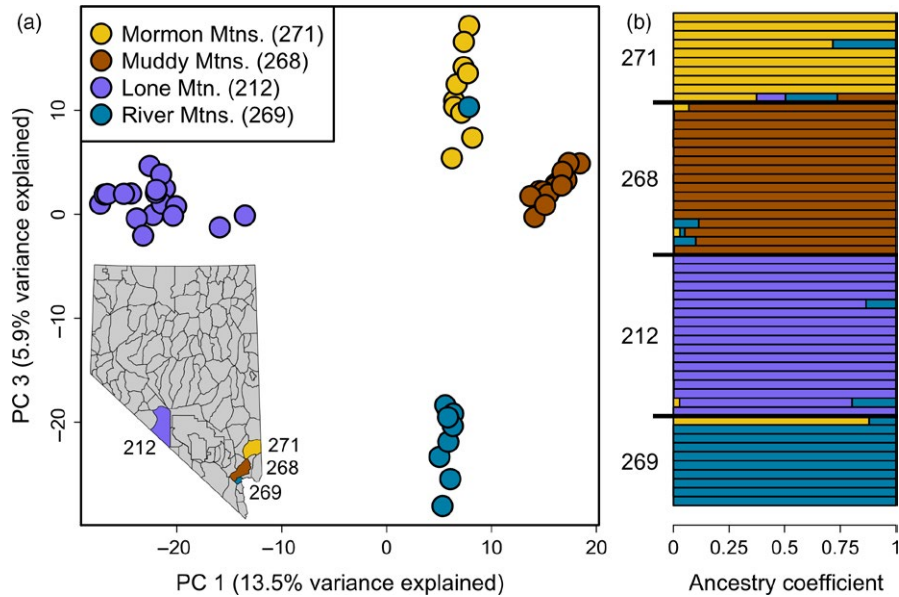 (a)
Mormon Mtns. (271)
Muddy Mtns. (268)
Lone Mtn. (212)
River Mtns. (269)
PC 3 (5.9% variance explained)
10
0
−10
−20
212
271
268
269
−20
−10
0
10
20
PC 1 (13.5% variance explained)
(b)
271
268
212
269
0
0.25
0.5
0.75
1
Ancestry coefficient